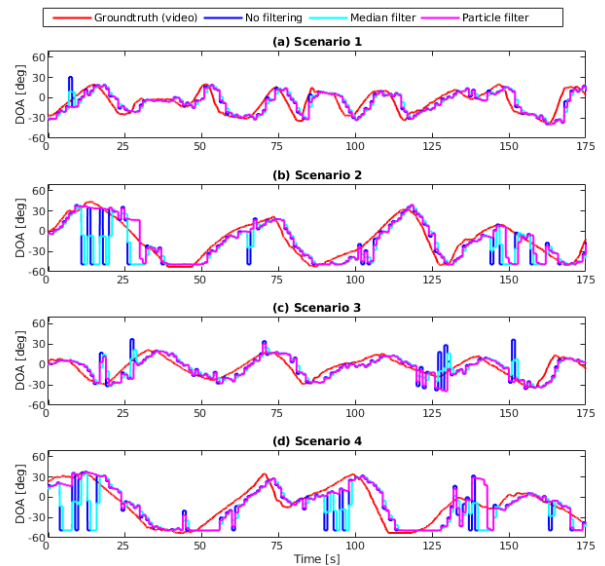 Groundtruth (video) No filtering Median filter Particle filter
(a) Scenario 1
DOA [deg]
60
30
0
-30
-60
0 25 50 75 100 125 150 175
(b) Scenario 2
DOA [deg]
60
30
0
-30
-60
0 25 50 75 100 125 150 175
(c) Scenario 3
DOA [deg]
60
30
0
-30
-60
0 25 50 75 100 125 150 175
(d) Scenario 4
DOA [deg]
60
30
0
-30
-60
0 25 50 75 100 125 150 175
Time [s]